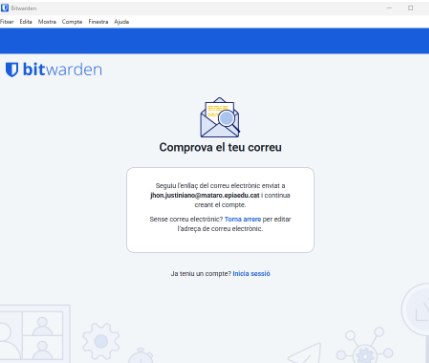 Bitwarden
Fitxer Edita Mostra Compte Finestra Ajuda
bitwarden
Comprova el teu correu
Seguiu l'enllaç del correu electrònic enviat a
jhon.justiniano@mataro.epiaedu.cat i continua
creant el compte.
Sense correu electrònic? Torna arrere per editar
l'adreça de correu electrònic.
Ja teniu un compte? Inicia sessió